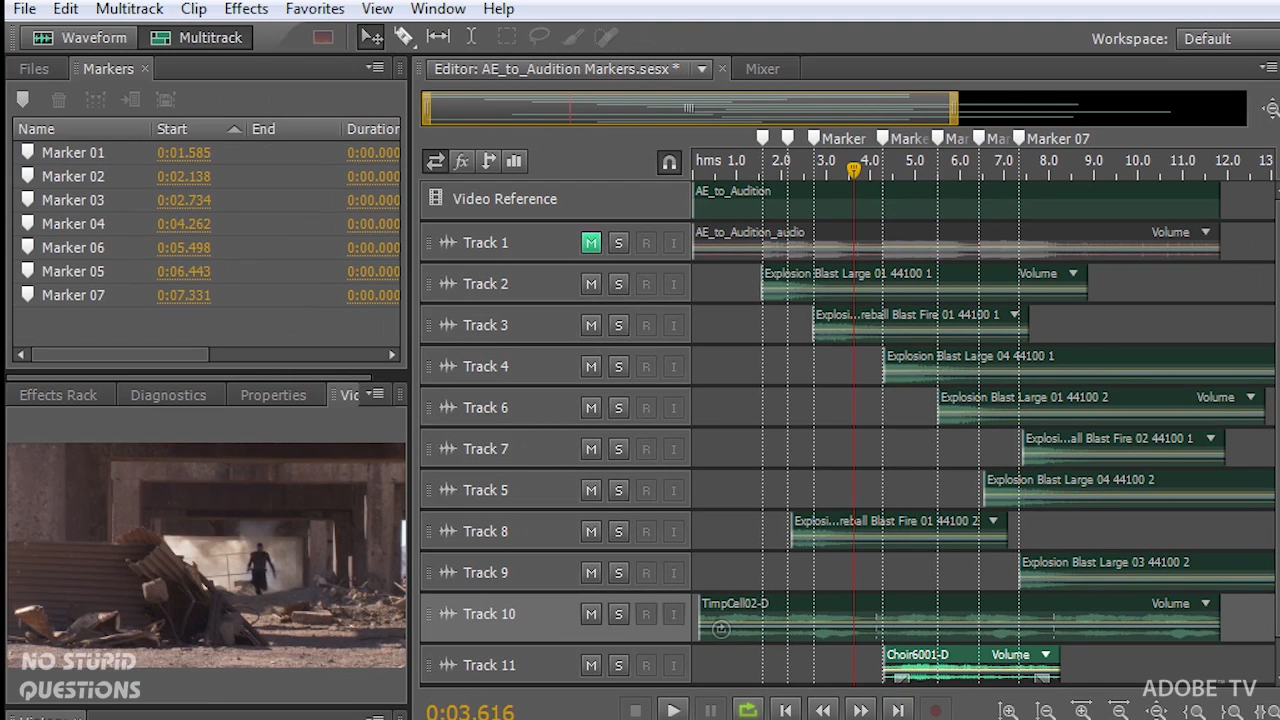 File Edit Multitrack Clip Effects Favorites View Window Help
Waveform Multitrack Workspace: Default
Files Markers × Editor: AE_to_Audition Markers.sesx * × Mixer
Name Start End Duration
Marker 01 0:01.585 0:00.000
Marker 02 0:02.138 0:00.000
Marker 03 0:02.734 0:00.000
Marker 04 0:04.262 0:00.000
Marker 06 0:05.498 0:00.000
Marker 05 0:06.443 0:00.000
Marker 07 0:07.331 0:00.000
Effects Rack Diagnostics Properties Vid
NO STUPID
QUESTIONS
Marker Marke Mar Ma Marker 07
hms 1.0 2.0 3.0 4.0 5.0 6.0 7.0 8.0 9.0 10.0 11.0 12.0 13
Video Reference AE_to_Audition
Track 1 M S R I AE_to_Audition_audio Volume
Track 2 M S R I Explosion Blast Large 01 44100 1 Volume
Track 3 M S R I Explosi...reball Blast Fire 01 44100 1
Track 4 M S R I Explosion Blast Large 04 44100 1
Track 6 M S R I Explosion Blast Large 01 44100 2 Volume
Track 7 M S R I Explosi...all Blast Fire 02 44100 1
Track 5 M S R I Explosion Blast Large 04 44100 2
Track 8 M S R I Explosi...reball Blast Fire 01 44100 2
Track 9 M S R I Explosion Blast Large 03 44100 2
Track 10 M S R I TimpCell02-D Volume
Track 11 M S R I Choir6001-D Volume
0:03.616
ADOBE™ TV